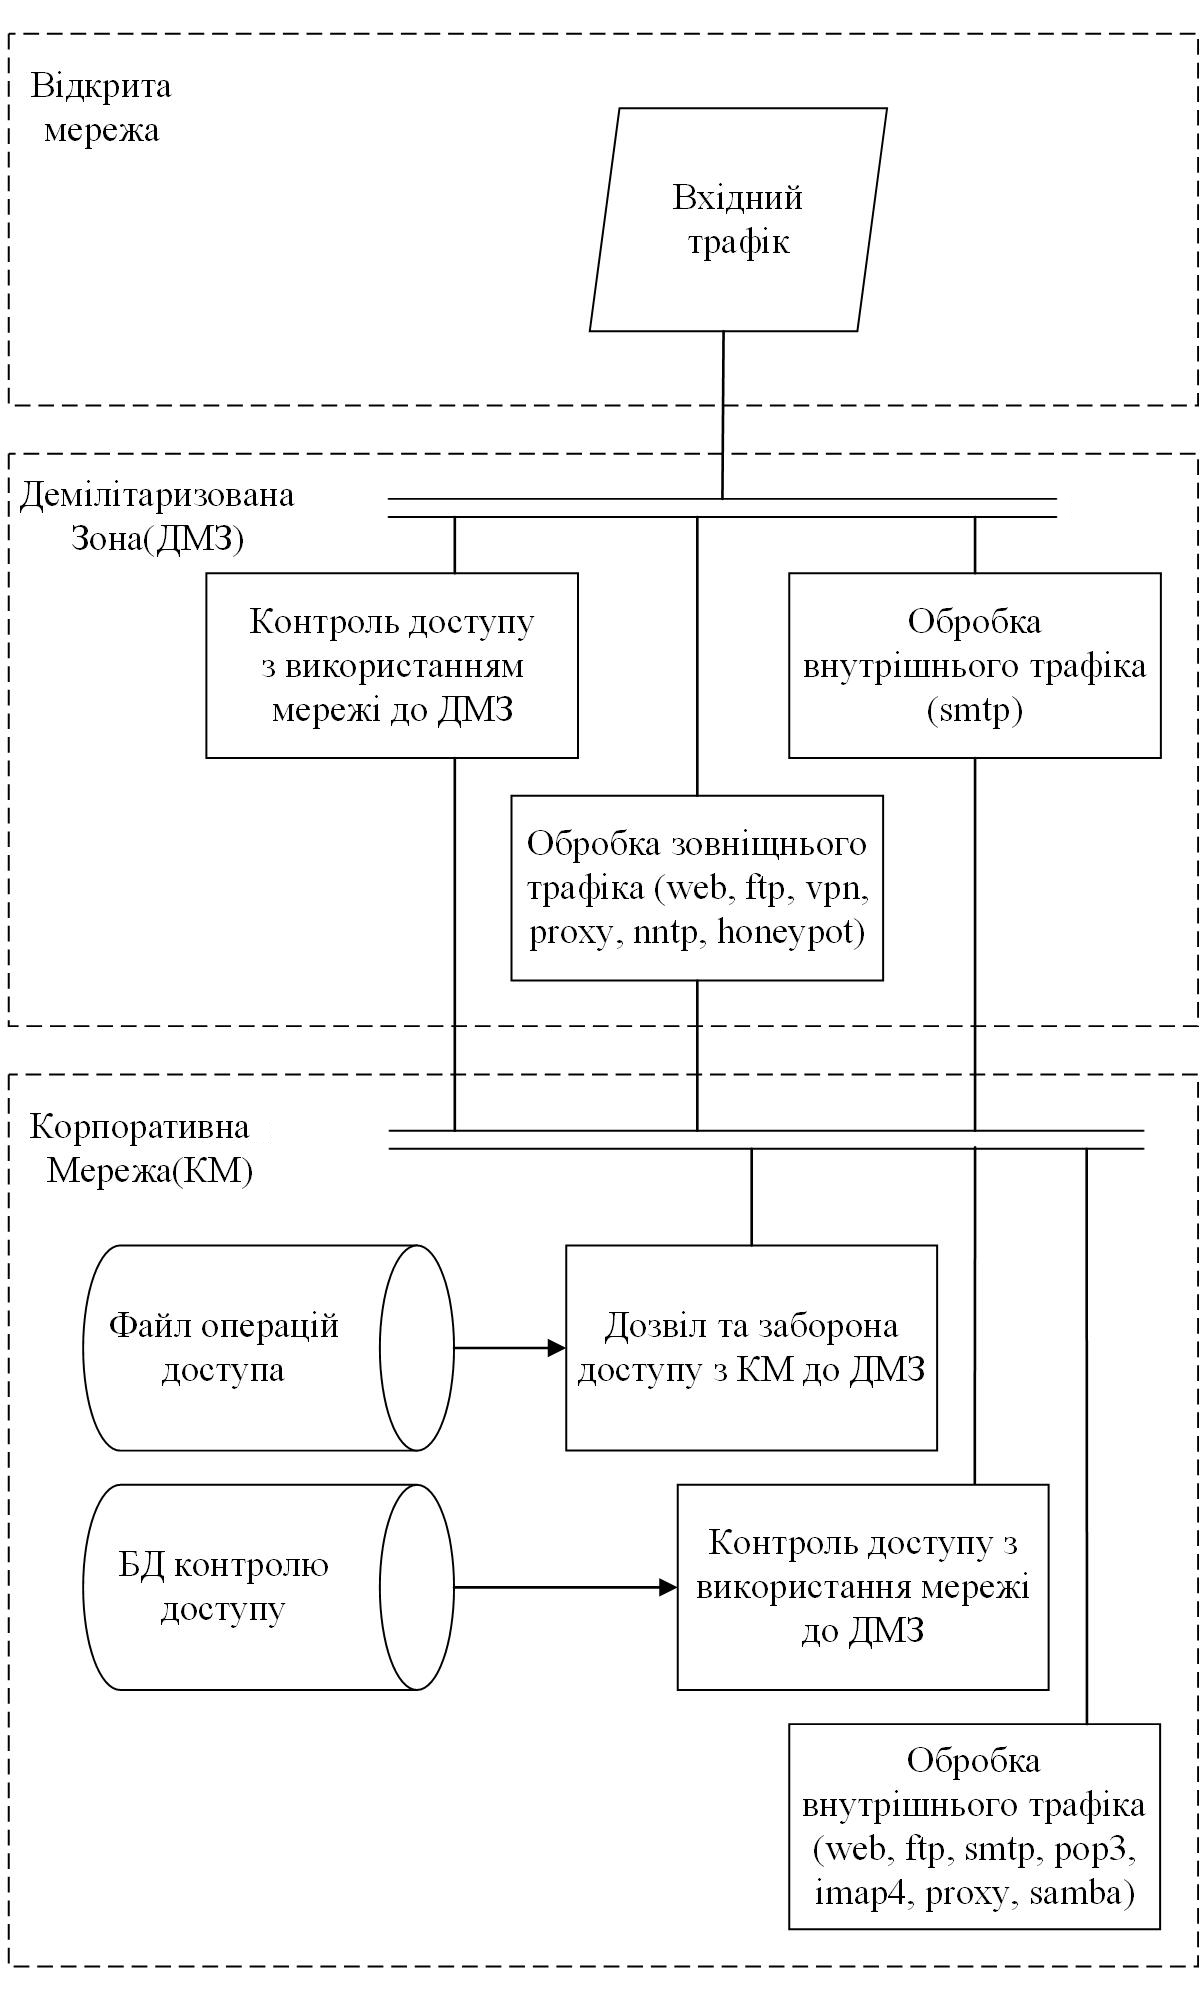 Відкрита
мережа
Вхідний
трафік
Демілітаризована
Зона(ДМЗ)
Контроль доступу
з використанням
мережі до ДМЗ
Обробка
внутрішнього трафіка
(smtp)
Обробка зовніщнього
трафіка (web, ftp, vpn,
proxy, nntp, honeypot)
Корпоративна
Мережа(КМ)
Файл операцій
доступа
Дозвіл та заборона
доступу з КМ до ДМЗ
БД контролю
доступу
Контроль доступу з
використання мережі
до ДМЗ
Обробка
внутрішнього трафіка
(web, ftp, smtp, pop3,
imap4, proxy, samba)